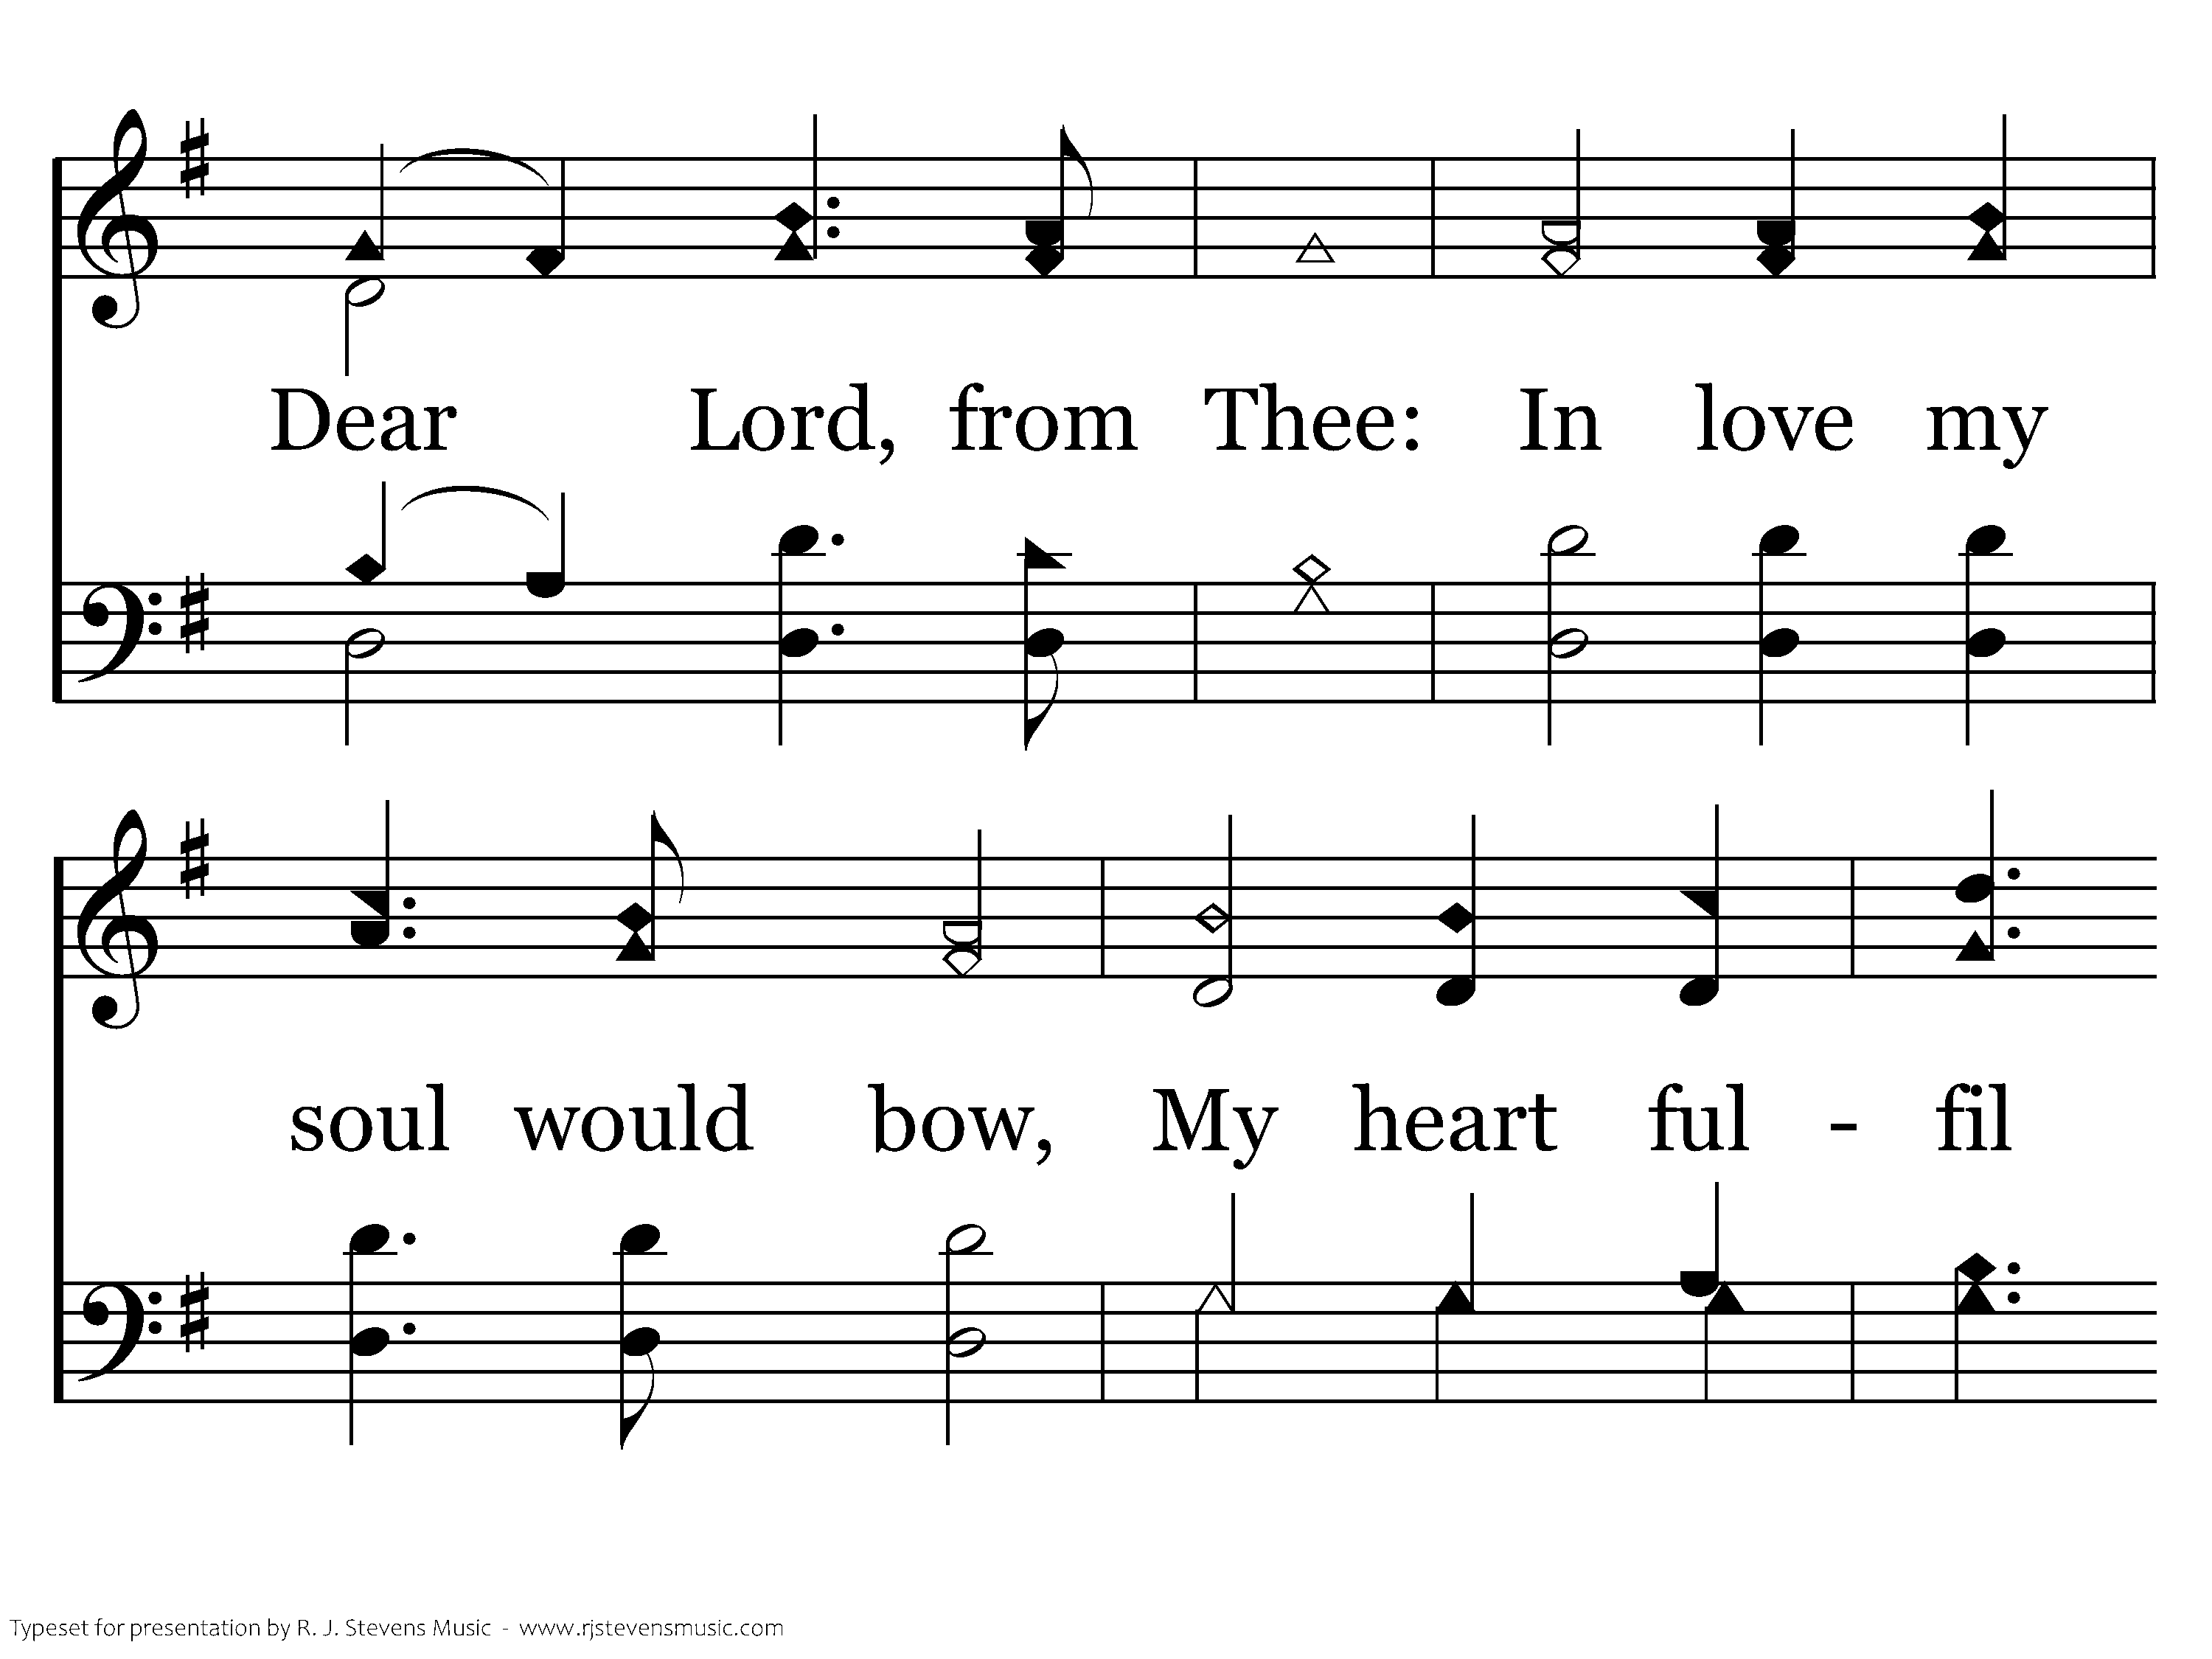 Dear Lord, from Thee: In love my
soul would bow, My heart ful - fil
Typeset for presentation by R. J. Stevens Music - www.rjstevensmusic.com